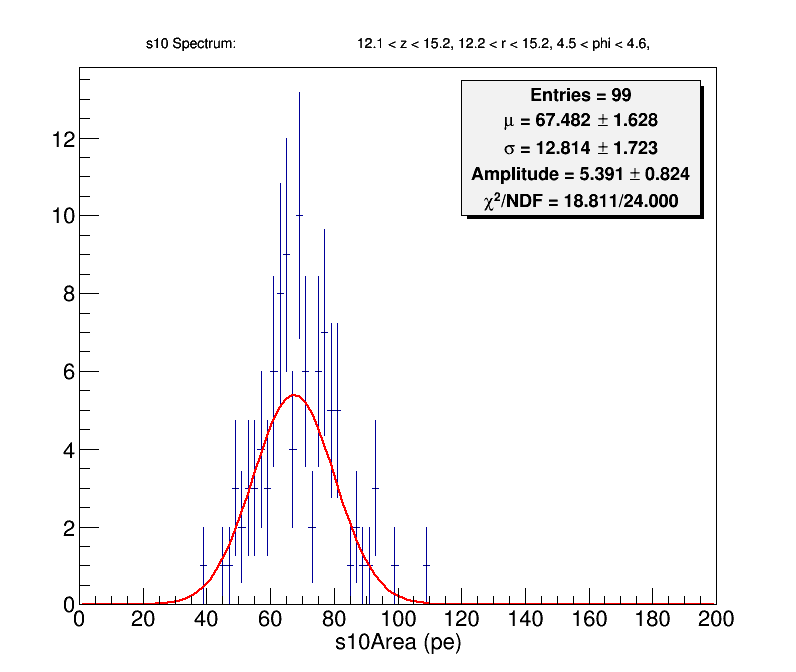 s10 Spectrum: 12.1 < z < 15.2, 12.2 < r < 15.2, 4.5 < phi < 4.6,
Entries = 99
μ = 67.482 ± 1.628
σ = 12.814 ± 1.723
Amplitude = 5.391 ± 0.824
χ²/NDF = 18.811/24.000
12
10
8
6
4
2
0
0 20 40 60 80 100 120 140 160 180 200
s10Area (pe)